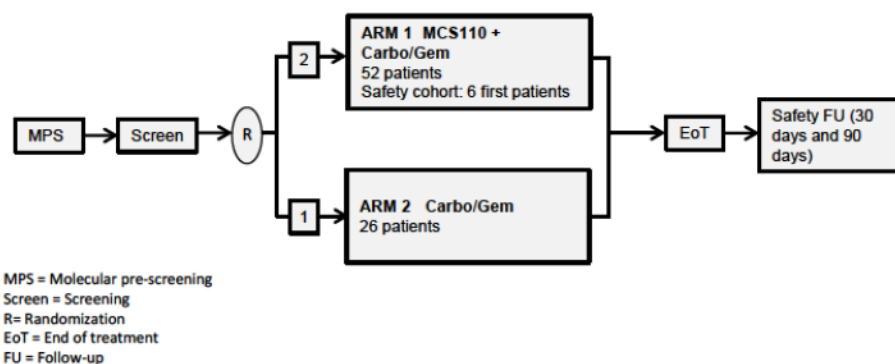 MPS
Screen
R
2
ARM 1 MCS110 +
Carbo/Gem
52 patients
Safety cohort: 6 first patients
1
ARM 2 Carbo/Gem
26 patients
EoT
Safety FU (30
days and 90
days)
MPS = Molecular pre-screening
Screen = Screening
R= Randomization
EoT = End of treatment
FU = Follow-up